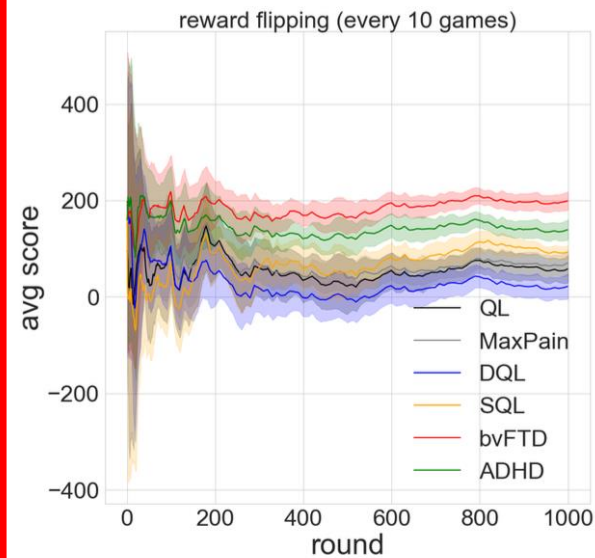 reward flipping (every 10 games)
400
200
0
−200
−400
avg score
QL
MaxPain
DQL
SQL
bvFTD
ADHD
0 200 400 600 800 1000
round